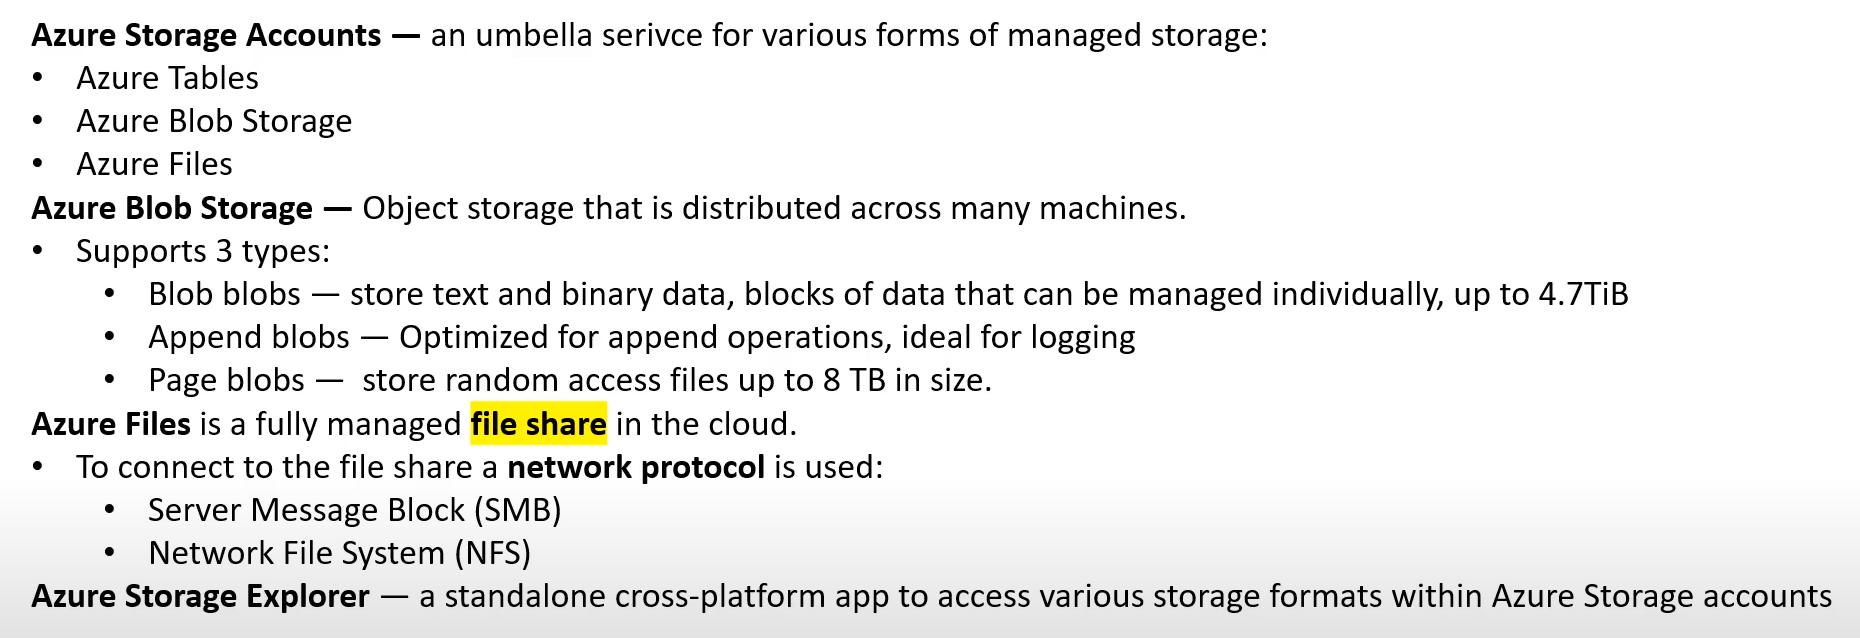 Azure Storage Accounts — an umbella serivce for various forms of managed storage:
• Azure Tables
• Azure Blob Storage
• Azure Files
Azure Blob Storage — Object storage that is distributed across many machines.
• Supports 3 types:
• Blob blobs — store text and binary data, blocks of data that can be managed individually, up to 4.7TiB
• Append blobs — Optimized for append operations, ideal for logging
• Page blobs — store random access files up to 8 TB in size.
Azure Files is a fully managed file share in the cloud.
• To connect to the file share a network protocol is used:
• Server Message Block (SMB)
• Network File System (NFS)
Azure Storage Explorer — a standalone cross-platform app to access various storage formats within Azure Storage accounts